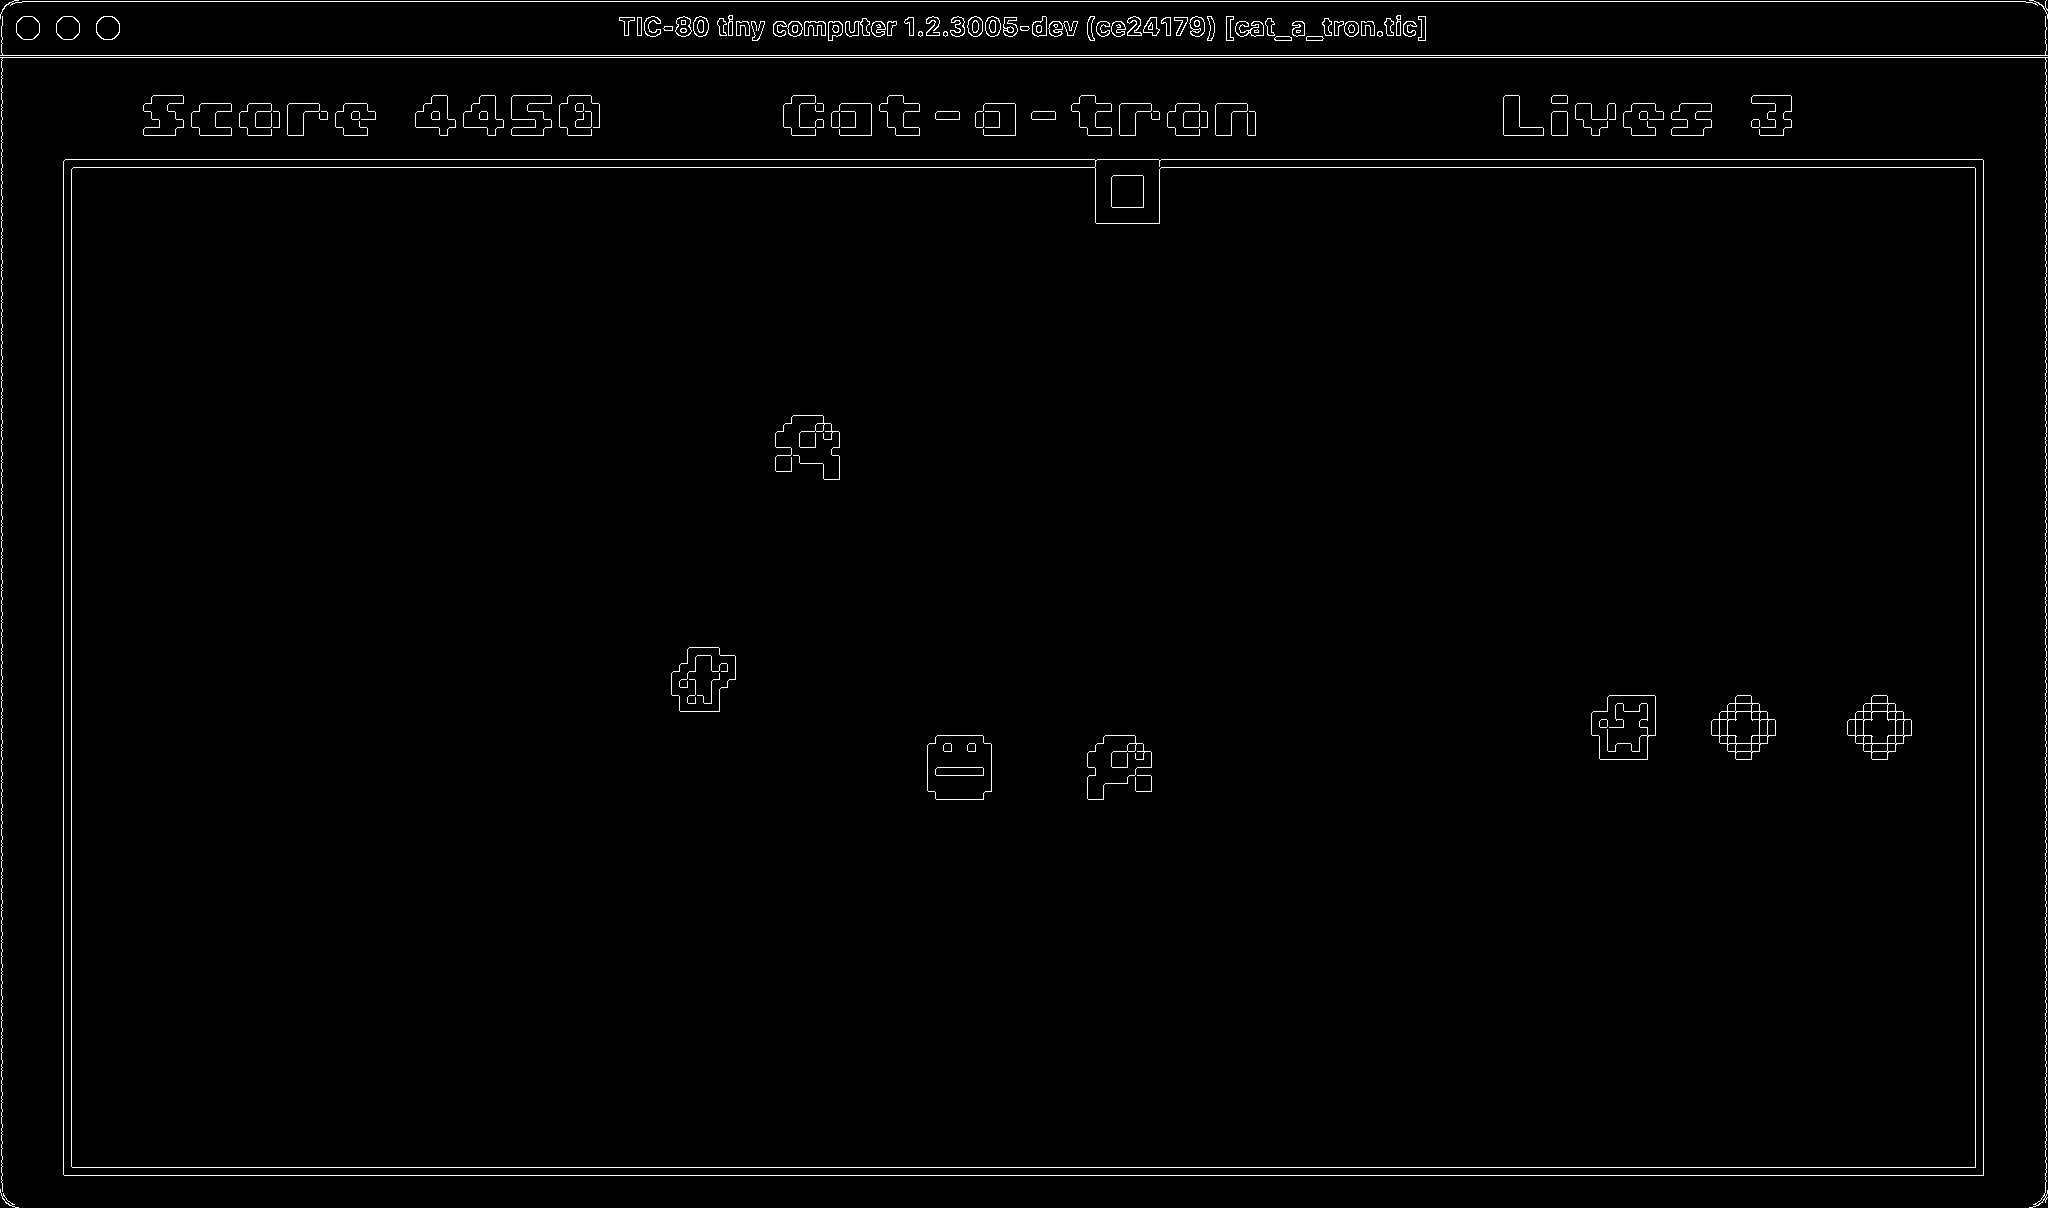 TIC-80 tiny computer 1.2.3005-dev (ce24179) [cat_a_tron.tic]
Score 4450 Cat-a-tron Lives 3